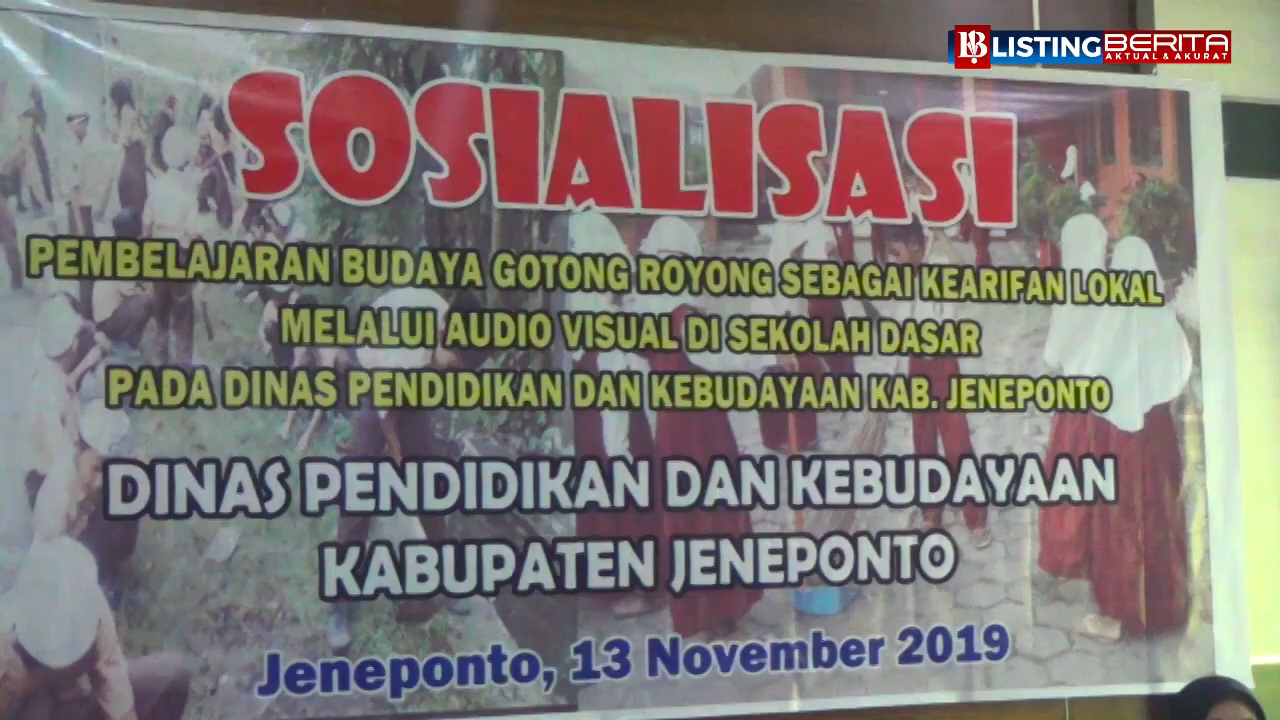 LISTINGBERITA
AKTUAL & AKURAT
SOSIALISASI
PEMBELAJARAN BUDAYA GOTONG ROYONG SEBAGAI KEARIFAN LOKAL
MELALUI AUDIO VISUAL DI SEKOLAH DASAR
PADA DINAS PENDIDIKAN DAN KEBUDAYAAN KAB. JENEPONTO
DINAS PENDIDIKAN DAN KEBUDAYAAN
KABUPATEN JENEPONTO
Jeneponto, 13 November 2019